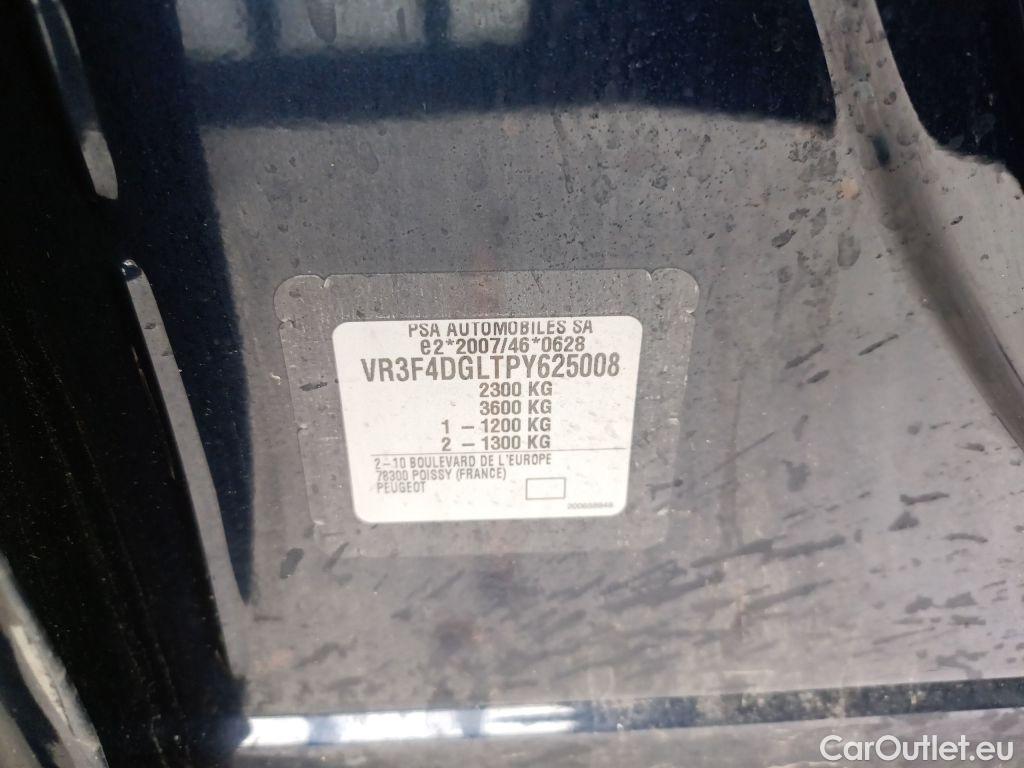 PSA AUTOMOBILES SA
e2*2007/46*0628
VR3F4DGLTPY625008
2300 KG
3600 KG
1 – 1200 KG
2 – 1300 KG
2–10 BOULEVARD DE L'EUROPE
78300 POISSY (FRANCE)
PEUGEOT
CarOutlet.eu